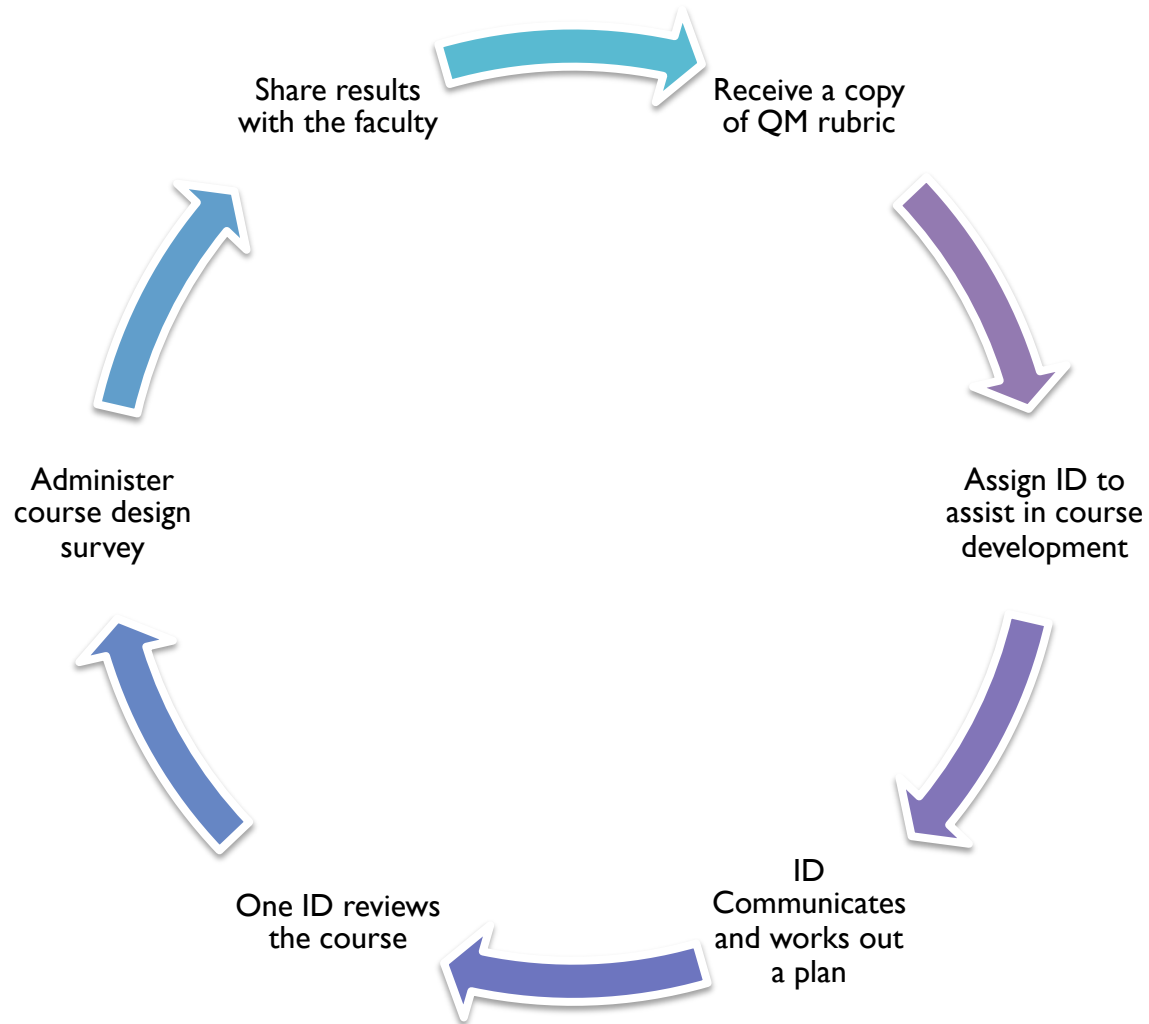 Share results
with the faculty
Receive a copy
of QM rubric
Assign ID to
assist in course
development
ID
Communicates
and works out
a plan
One ID reviews
the course
Administer
course design
survey